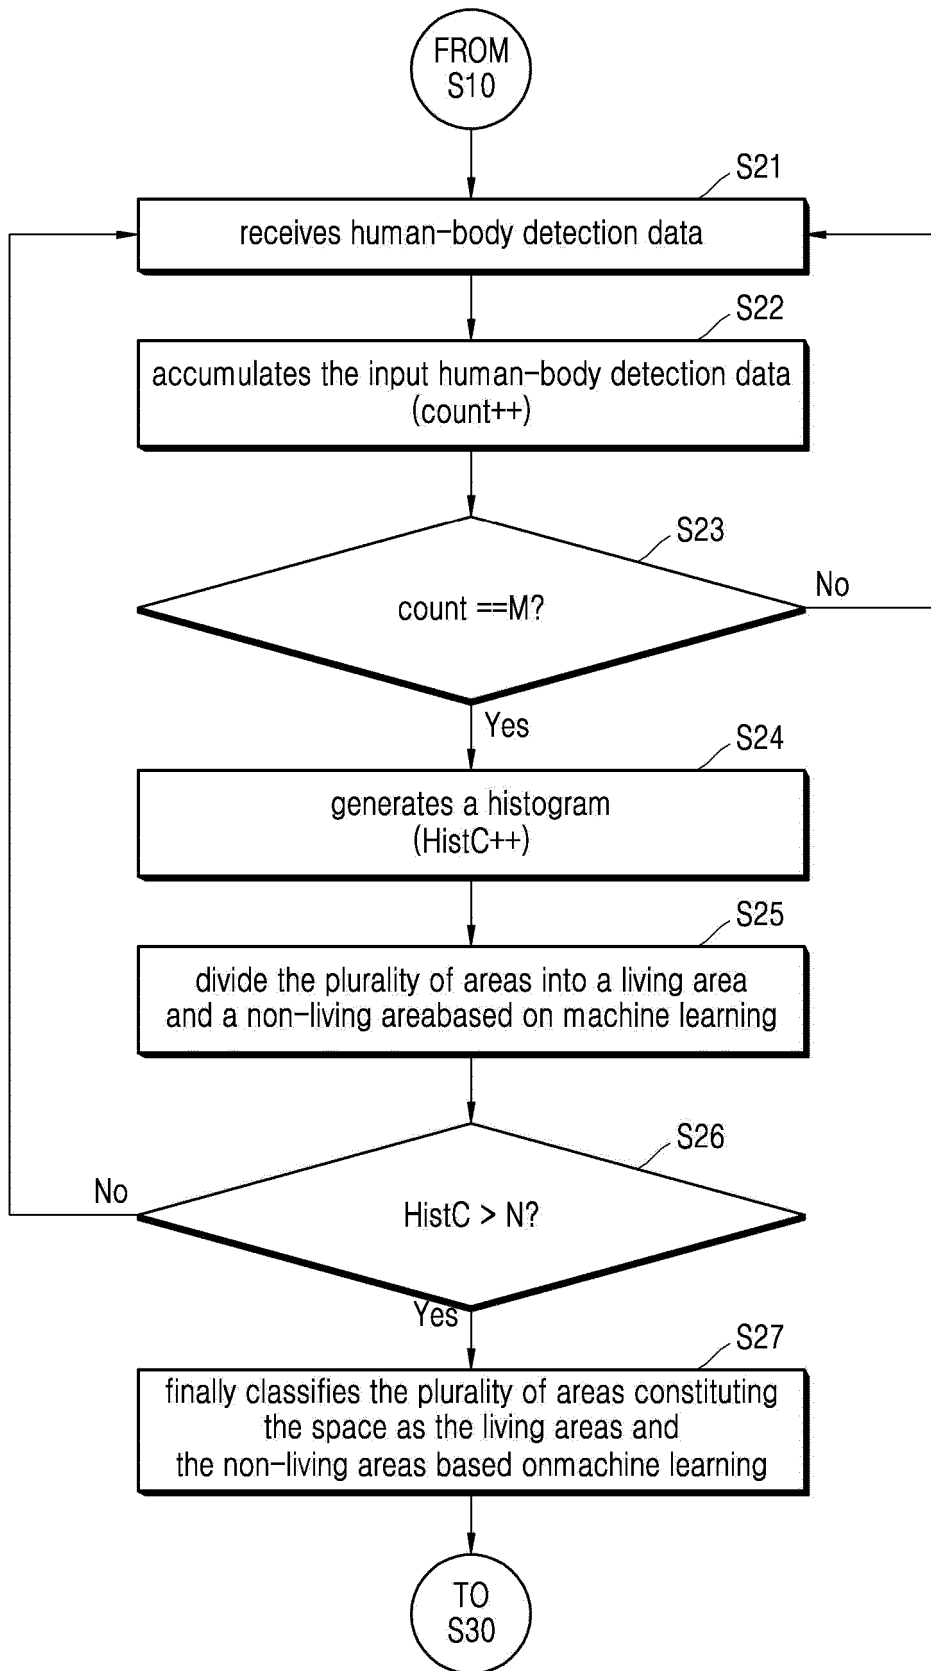 FROM
S10
S21
receives human-body detection data
S22
accumulates the input human-body detection data
(count++)
S23
count ==M?
No
Yes
S24
generates a histogram
(HistC++)
S25
divide the plurality of areas into a living area
and a non-living areabased on machine learning
S26
No
HistC > N?
Yes
S27
finally classifies the plurality of areas constituting
the space as the living areas and
the non-living areas based onmachine learning
TO
S30